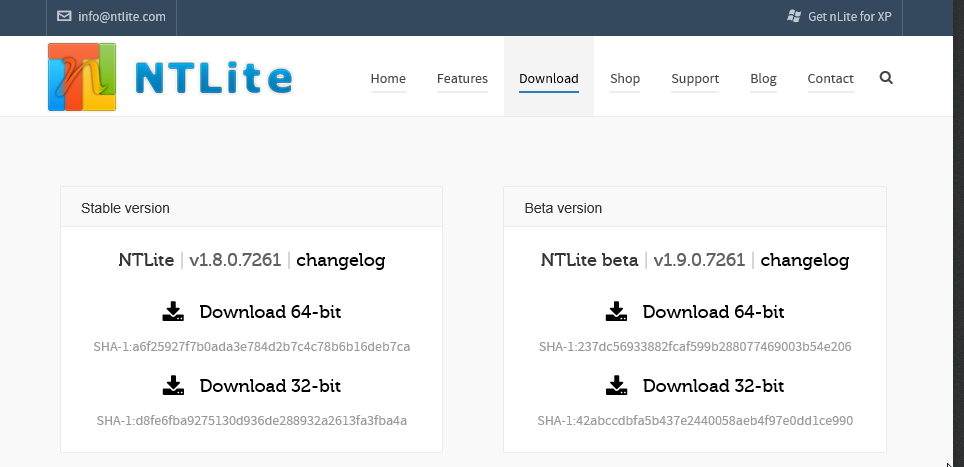 info@ntlite.com
Get nLite for XP
n NTLite
Home Features Download Shop Support Blog Contact
Stable version
NTLite | v1.8.0.7261 | changelog
Download 64-bit
SHA-1:a6f25927f7b0ada3e784d2b7c4c78b6b16deb7ca
Download 32-bit
SHA-1:d8fe6fba9275130d936de288932a2613fa3fba4a
Beta version
NTLite beta | v1.9.0.7261 | changelog
Download 64-bit
SHA-1:237dc56933882fcaf599b288077469003b54e206
Download 32-bit
SHA-1:42abccdbfa5b437e2440058aeb4f97e0dd1ce990